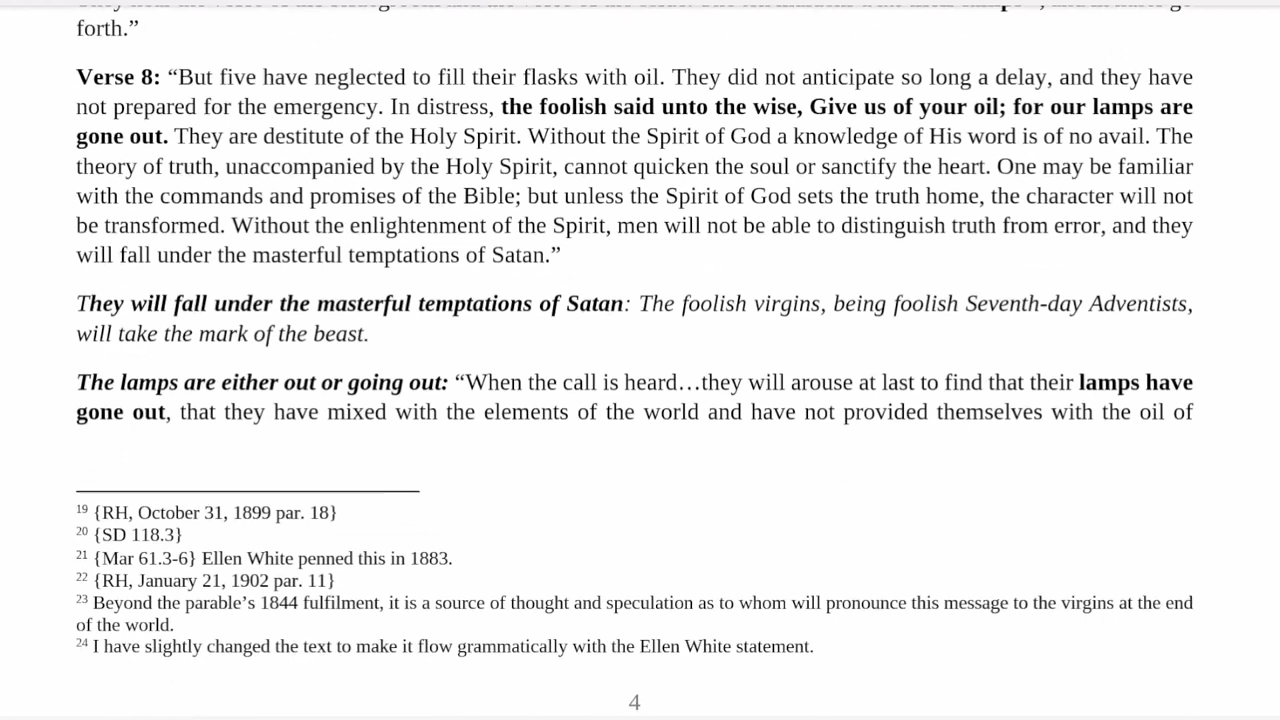 forth.”
Verse 8: “But five have neglected to fill their flasks with oil. They did not anticipate so long a delay, and they have
not prepared for the emergency. In distress, the foolish said unto the wise, Give us of your oil; for our lamps are
gone out. They are destitute of the Holy Spirit. Without the Spirit of God a knowledge of His word is of no avail. The
theory of truth, unaccompanied by the Holy Spirit, cannot quicken the soul or sanctify the heart. One may be familiar
with the commands and promises of the Bible; but unless the Spirit of God sets the truth home, the character will not
be transformed. Without the enlightenment of the Spirit, men will not be able to distinguish truth from error, and they
will fall under the masterful temptations of Satan.”
They will fall under the masterful temptations of Satan: The foolish virgins, being foolish Seventh-day Adventists,
will take the mark of the beast.
The lamps are either out or going out: “When the call is heard…they will arouse at last to find that their lamps have
gone out, that they have mixed with the elements of the world and have not provided themselves with the oil of
19 {RH, October 31, 1899 par. 18}
20 {SD 118.3}
21 {Mar 61.3-6} Ellen White penned this in 1883.
22 {RH, January 21, 1902 par. 11}
23 Beyond the parable’s 1844 fulfilment, it is a source of thought and speculation as to whom will pronounce this message to the virgins at the end
of the world.
24 I have slightly changed the text to make it flow grammatically with the Ellen White statement.
4